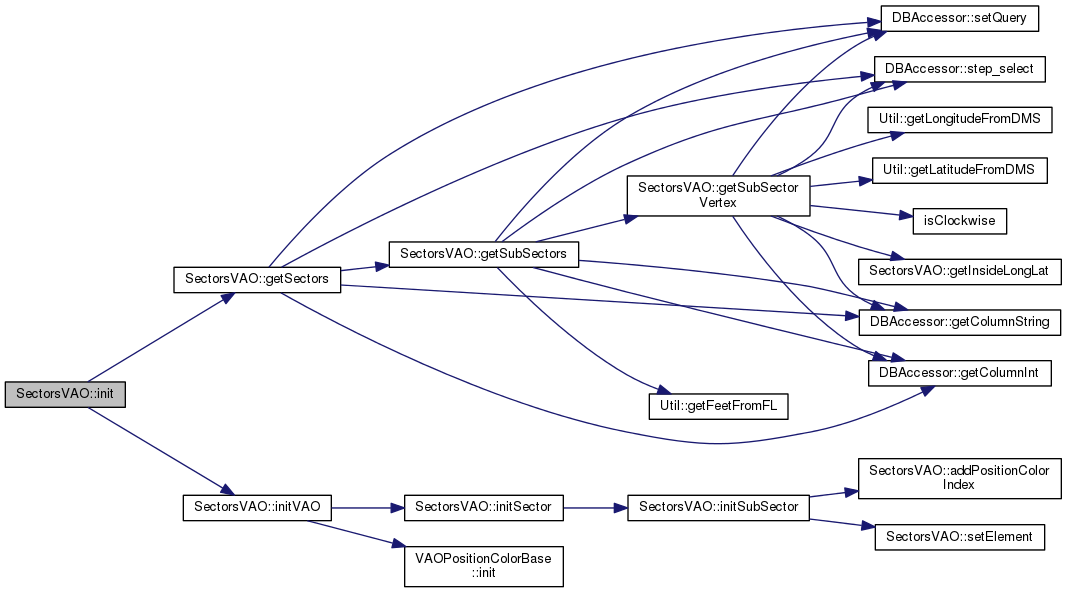 DBAccessor::setQuery
DBAccessor::step_select
Util::getLongitudeFromDMS
Util::getLatitudeFromDMS
SectorsVAO::getSubSector
Vertex
isClockwise
SectorsVAO::getSubSectors
SectorsVAO::getInsideLongLat
SectorsVAO::getSectors
DBAccessor::getColumnString
DBAccessor::getColumnInt
SectorsVAO::init
Util::getFeetFromFL
SectorsVAO::addPositionColor
Index
SectorsVAO::initVAO
SectorsVAO::initSector
SectorsVAO::initSubSector
SectorsVAO::setElement
VAOPositionColorBase
::init